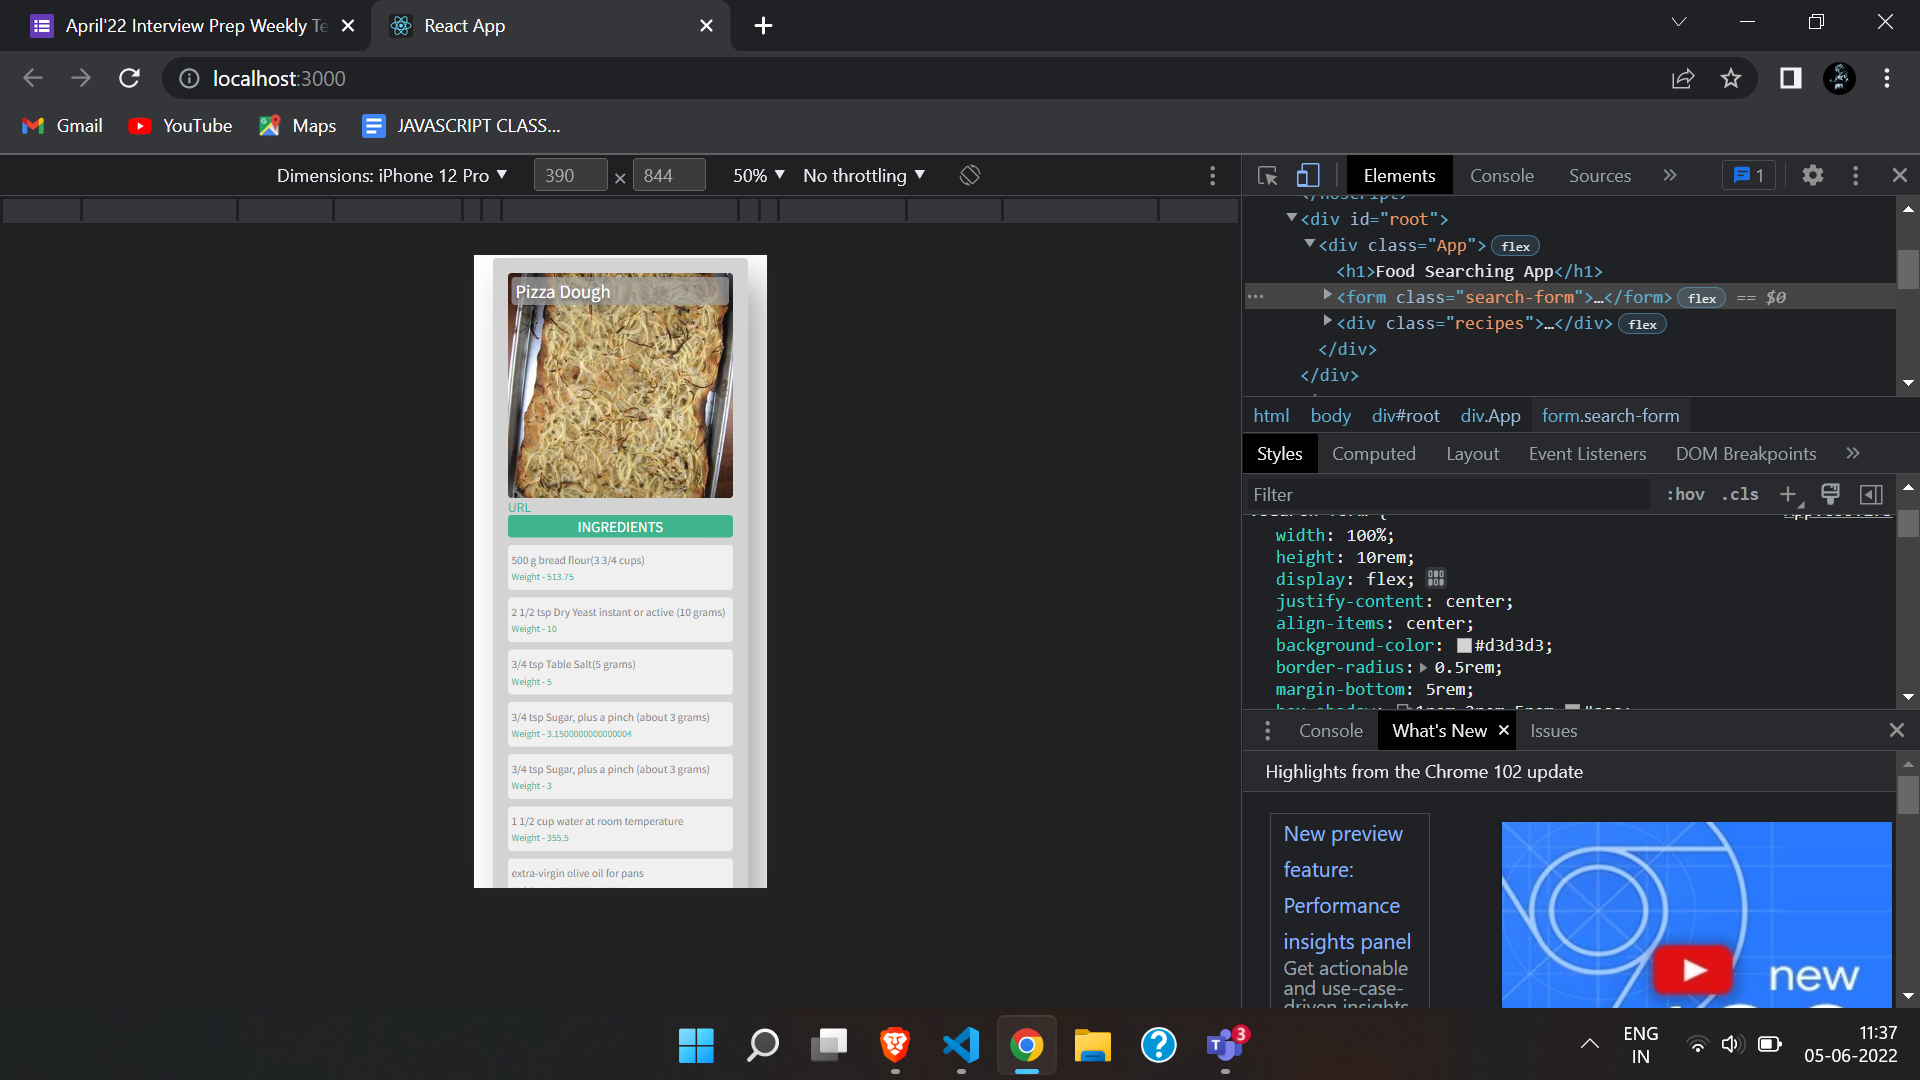 April'22 Interview Prep Weekly Te
React App
localhost:3000
Gmail
YouTube
Maps
JAVASCRIPT CLASS...
Dimensions: iPhone 12 Pro ▼
390 × 844
50% ▼
No throttling ▼
Elements
Console
Sources
»
1
<div id="root">
<div class="App"> flex
<h1>Food Searching App</h1>
<form class="search-form">…</form> flex == $0
<div class="recipes">…</div> flex
</div>
</div>
html body div#root div.App form.search-form
Styles
Computed
Layout
Event Listeners
DOM Breakpoints
»
Filter
:hov .cls
width: 100%;
height: 10rem;
display: flex;
justify-content: center;
align-items: center;
background-color: #d3d3d3;
border-radius: 0.5rem;
margin-bottom: 5rem;
Console
What's New
Issues
Highlights from the Chrome 102 update
New preview
feature:
Performance
insights panel
Get actionable
and use-case-
driven insights
new
Pizza Dough
URL
INGREDIENTS
500 g bread flour(3 3/4 cups)
Weight - 513.75
2 1/2 tsp Dry Yeast instant or active (10 grams)
Weight - 10
3/4 tsp Table Salt(5 grams)
Weight - 5
3/4 tsp Sugar, plus a pinch (about 3 grams)
Weight - 3.1500000000000004
3/4 tsp Sugar, plus a pinch (about 3 grams)
Weight - 3
1 1/2 cup water at room temperature
Weight - 355.5
extra-virgin olive oil for pans
3
ENG
IN
11:37
05-06-2022